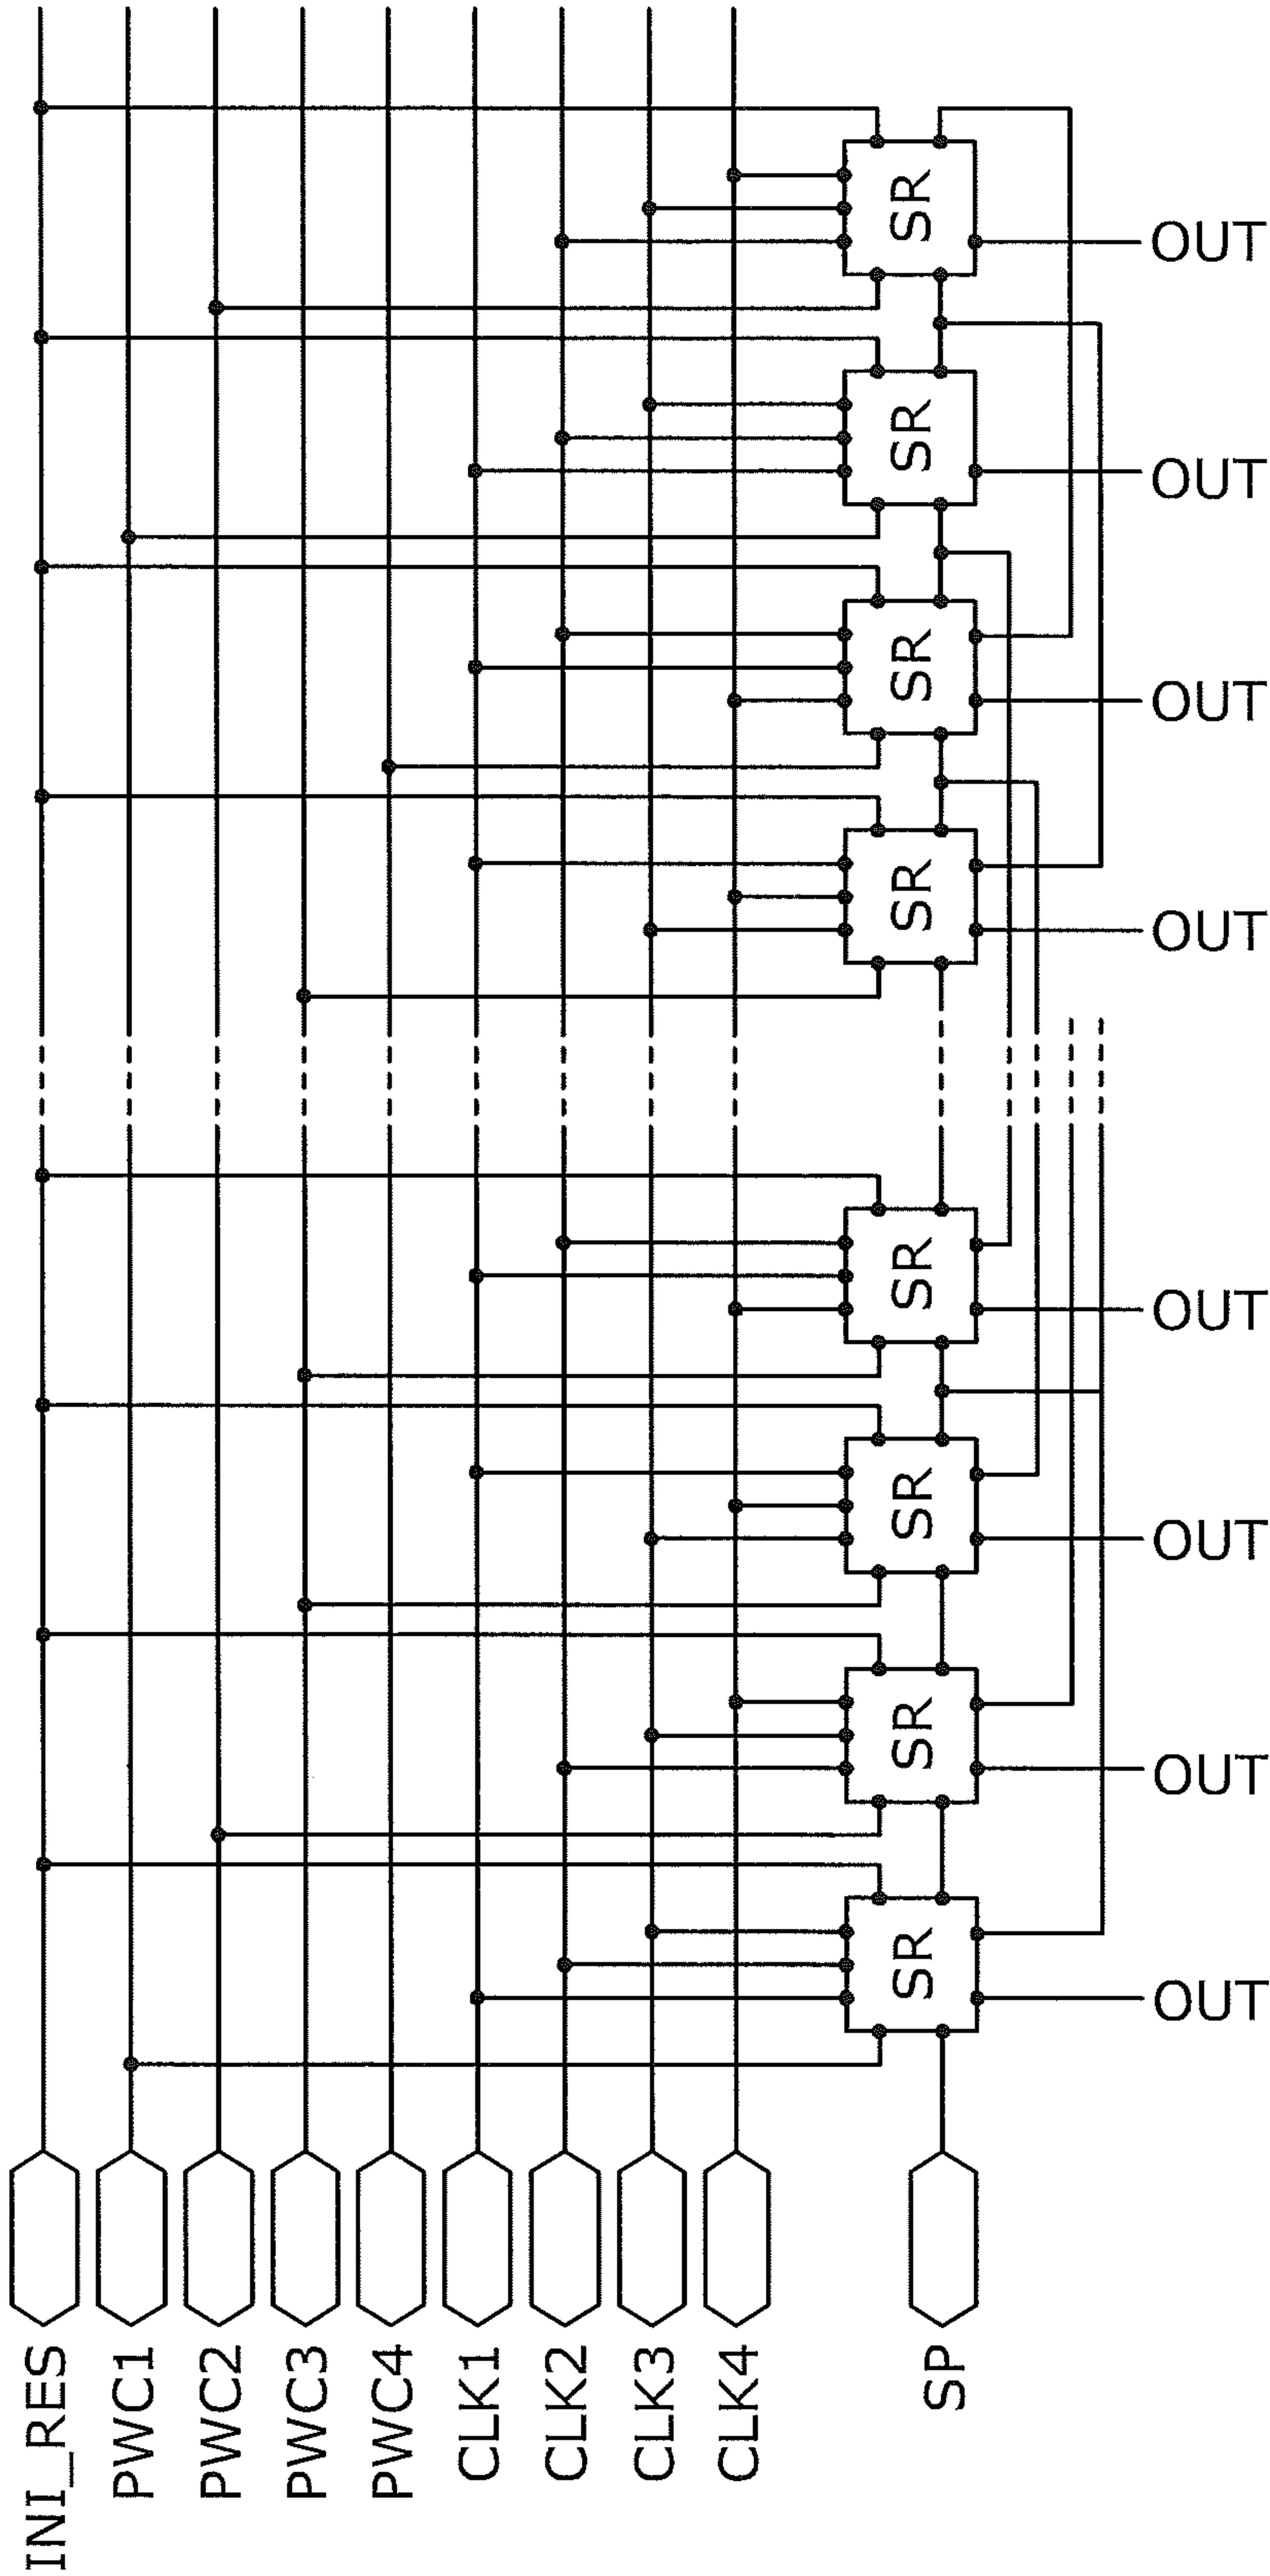 INI_RES
PWC1
PWC2
PWC3
PWC4
CLK1
CLK2
CLK3
CLK4
SP
SR
SR
SR
SR
SR
SR
SR
SR
OUT
OUT
OUT
OUT
OUT
OUT
OUT
OUT